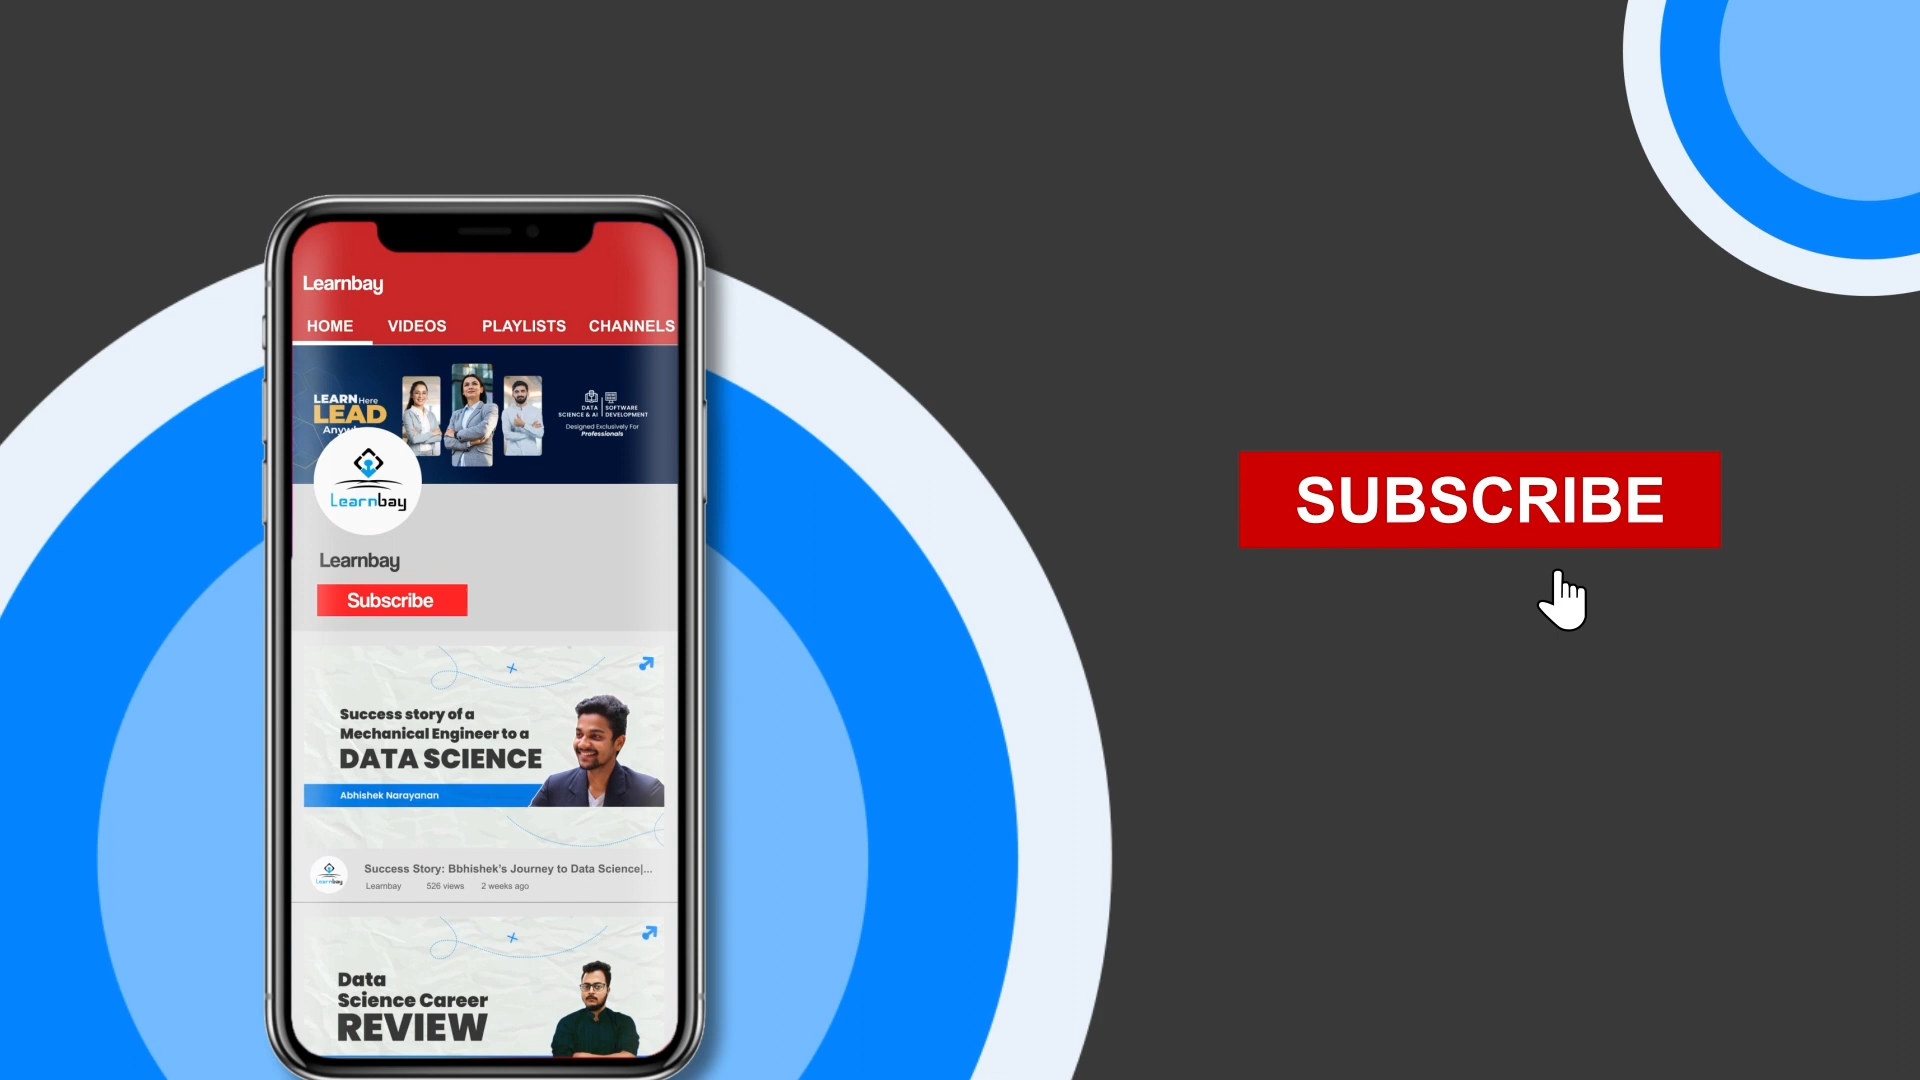 Learnbay
HOME VIDEOS PLAYLISTS CHANNELS
LEARN Here
LEAD
DATA
SCIENCE & AI
SOFTWARE
DEVELOPMENT
Designed Exclusively For
Professionals
Learnbay
Learnbay
Subscribe
SUBSCRIBE
Success story of a
Mechanical Engineer to a
DATA SCIENCE
Abhishek Narayanan
Success Story: Bbhishek's Journey to Data Science|...
Learnbay 526 views 2 weeks ago
Learnbay
Data
Science Career
REVIEW